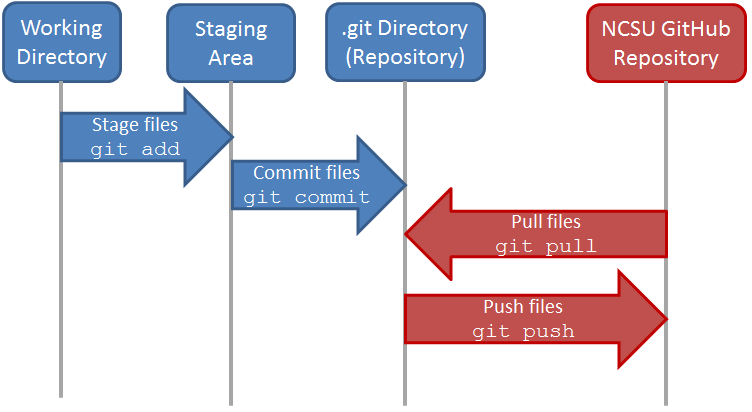 Working
Directory
Staging
Area
.git Directory
(Repository)
NCSU GitHub
Repository
Stage files
git add
Commit files
git commit
Pull files
git pull
Push files
git push